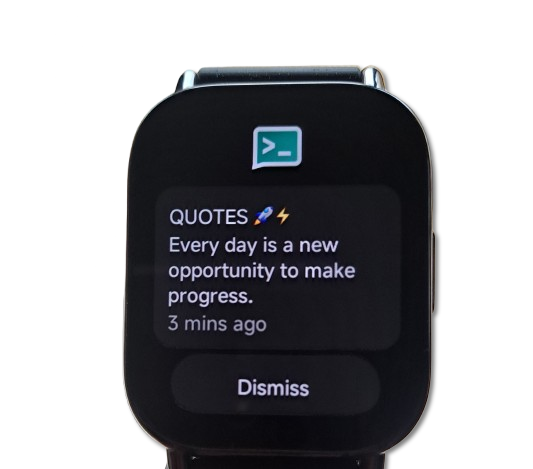 >_
QUOTES 🚀⚡
Every day is a new
opportunity to make
progress.
3 mins ago
Dismiss